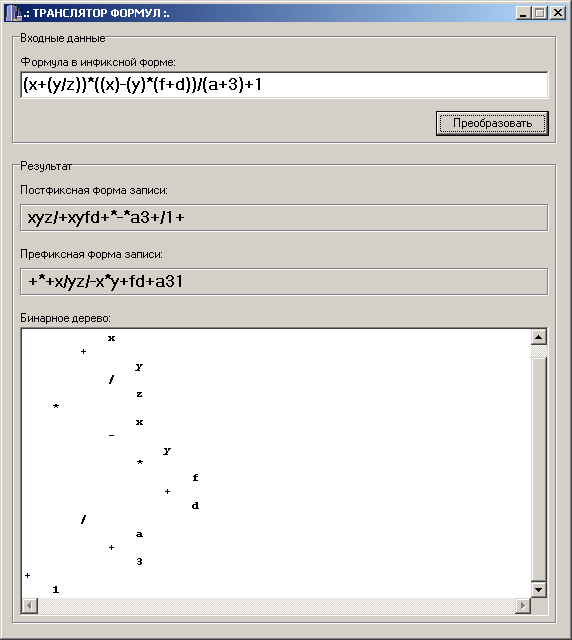 .: ТРАНСЛЯТОР ФОРМУЛ :.
Входные данные
Формула в инфиксной форме:
(x+(y/z))*((x)-(y)*(f+d))/(a+3)+1
Преобразовать
Результат
Постфиксная форма записи:
xyz/+xyfd+*-*a3+/1+
Префиксная форма записи:
+*+x/yz/-x*y+fd+a31
Бинарное дерево:
x
+
y
/
z
*
x
-
y
*
f
+
d
/
a
+
3
+
1